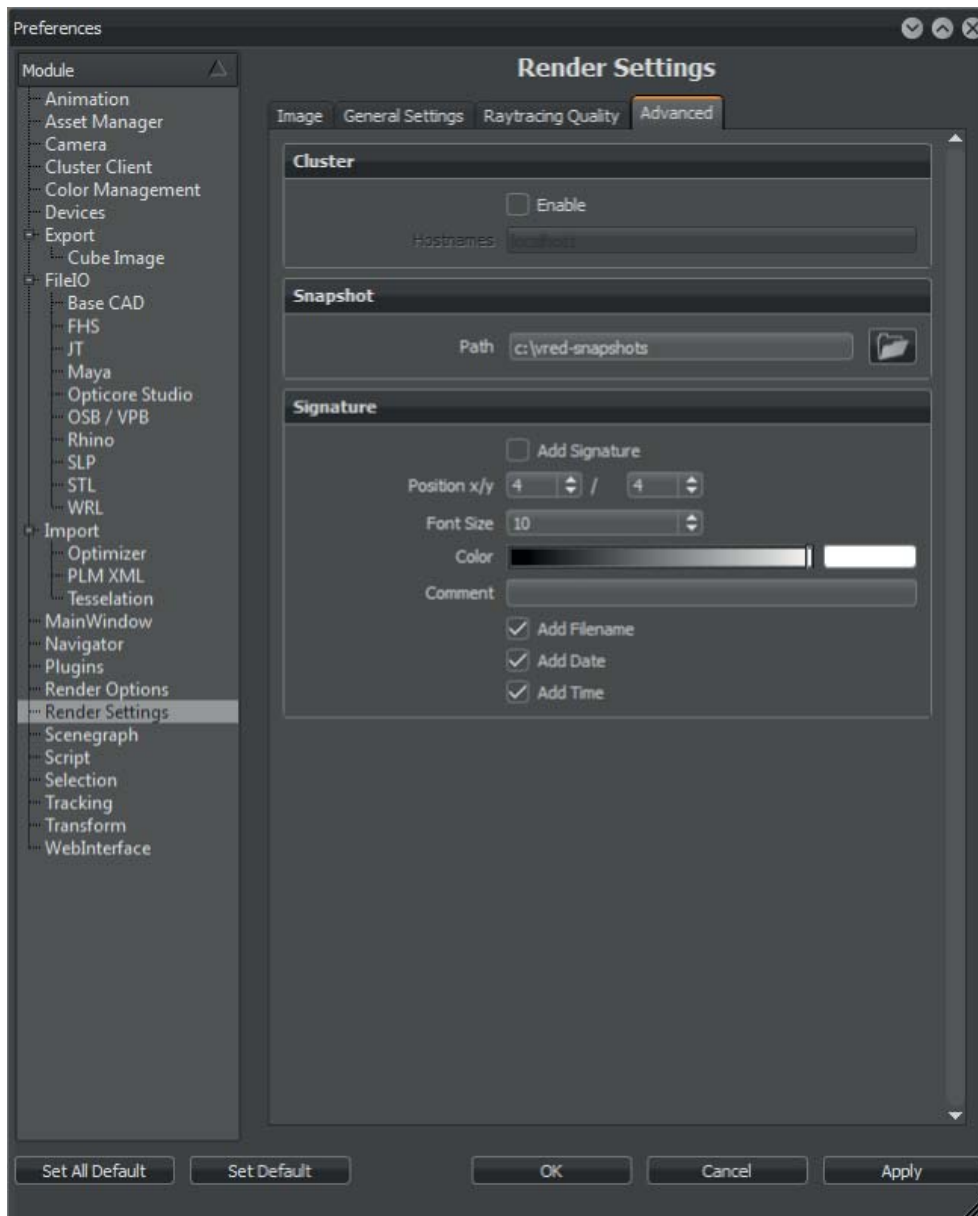 Preferences
Module
Animation
Asset Manager
Camera
Cluster Client
Color Management
Devices
Export
Cube Image
FileIO
Base CAD
FHS
JT
Maya
Opticore Studio
OSB / VPB
Rhino
SLP
STL
WRL
Import
Optimizer
PLM XML
Tesselation
MainWindow
Navigator
Plugins
Render Options
Render Settings
Scenegraph
Script
Selection
Tracking
Transform
WebInterface
Render Settings
Image General Settings Raytracing Quality Advanced
Cluster
Enable
Hostnames localhost
Snapshot
Path c:\vred-snapshots
Signature
Add Signature
Position x/y 4 / 4
Font Size 10
Color
Comment
Add Filename
Add Date
Add Time
Set All Default Set Default OK Cancel Apply